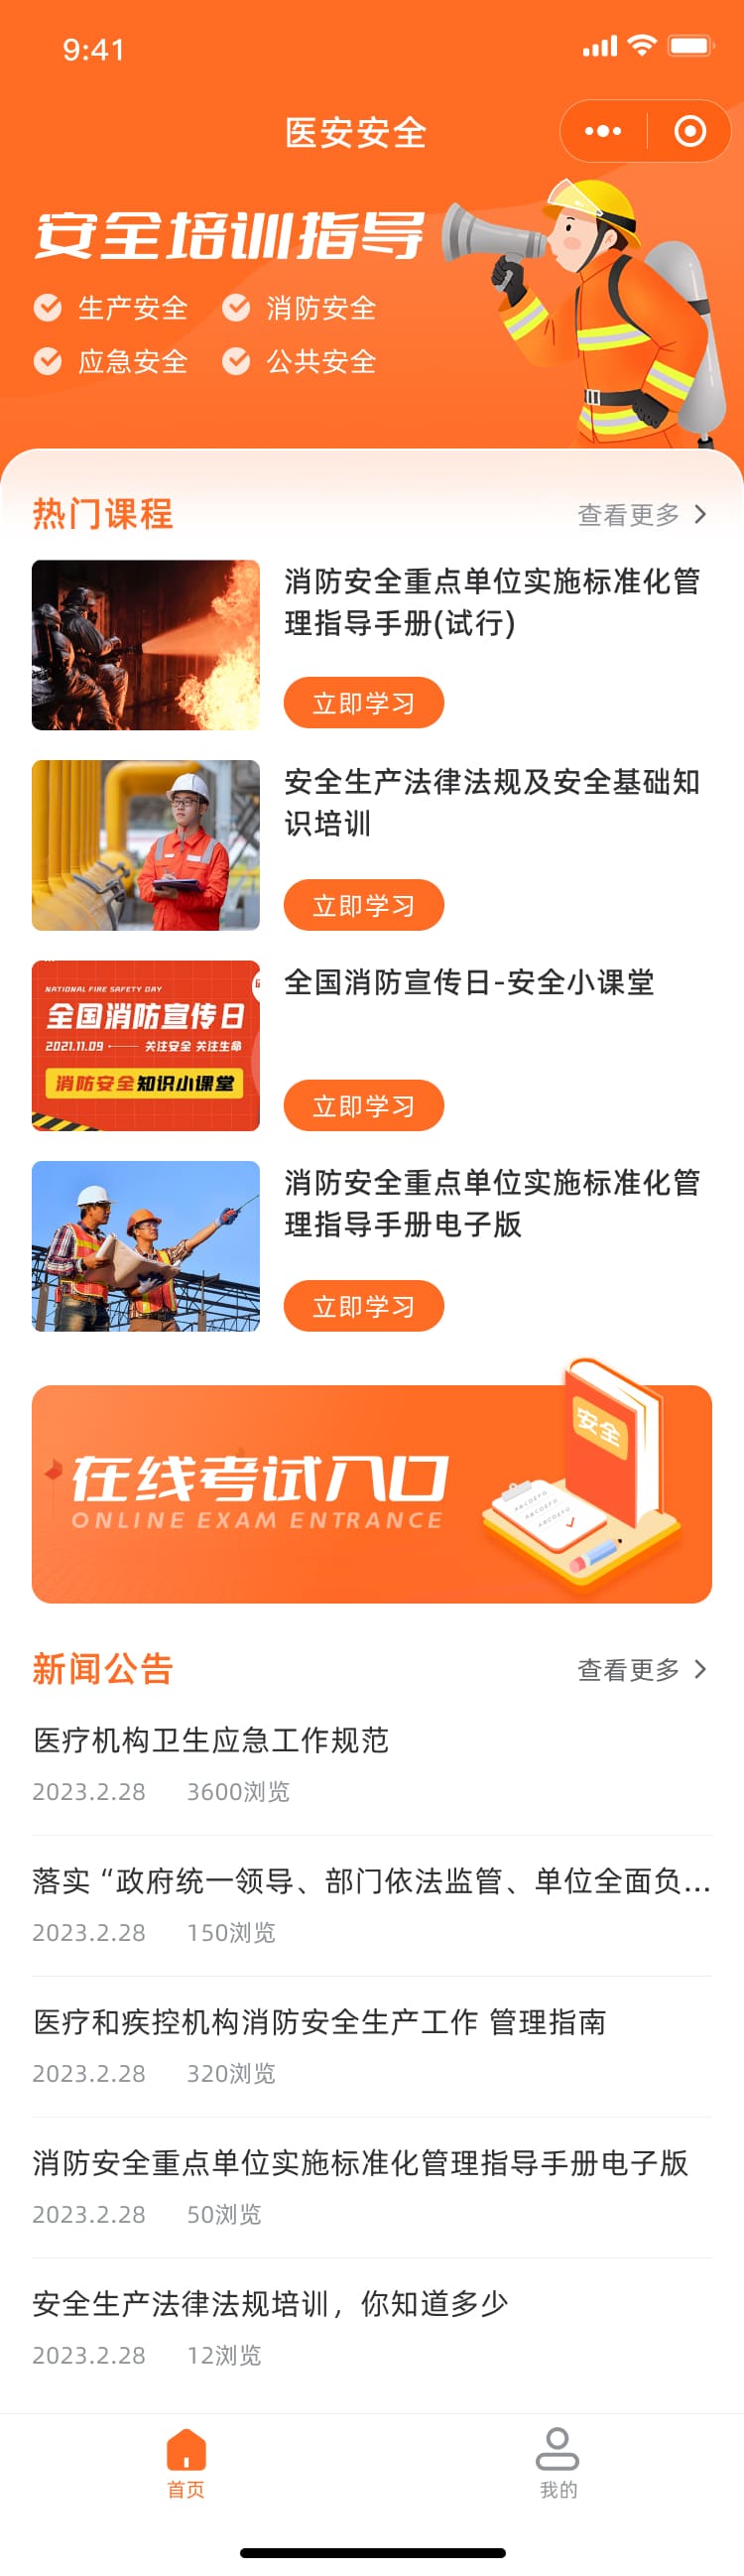 9:41
医安安全
安全培训指导
生产安全 消防安全
应急安全 公共安全
热门课程 查看更多
消防安全重点单位实施标准化管
理指导手册(试行)
立即学习
安全生产法律法规及安全基础知
识培训
立即学习
NATIONAL FIRE SAFETY DAY
全国消防宣传日
2021.11.09 关注安全 关注生命
消防安全知识小课堂
全国消防宣传日-安全小课堂
立即学习
消防安全重点单位实施标准化管
理指导手册电子版
立即学习
在线考试入口
ONLINE EXAM ENTRANCE
安全
ABCDEFG
ABCDEFG
ABCDEFG
新闻公告 查看更多
医疗机构卫生应急工作规范
2023.2.28 3600浏览
落实“政府统一领导、部门依法监管、单位全面负...
2023.2.28 150浏览
医疗和疾控机构消防安全生产工作 管理指南
2023.2.28 320浏览
消防安全重点单位实施标准化管理指导手册电子版
2023.2.28 50浏览
安全生产法律法规培训，你知道多少
2023.2.28 12浏览
首页 我的